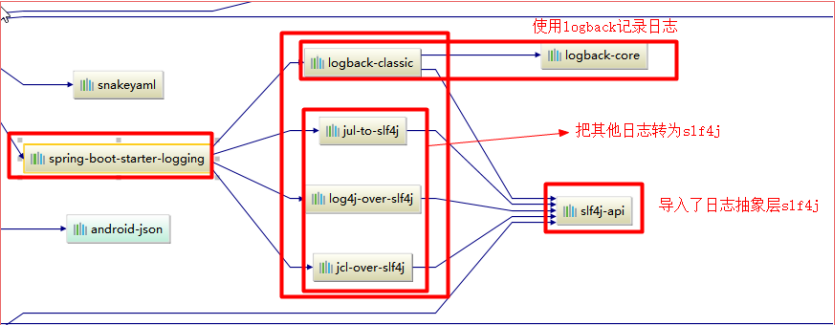 使用logback记录日志
logback-classic
logback-core
snakeyaml
jul-to-slf4j
把其他日志转为slf4j
spring-boot-starter-logging
log4j-over-slf4j
slf4j-api
导入了日志抽象层slf4j
android-json
jcl-over-slf4j